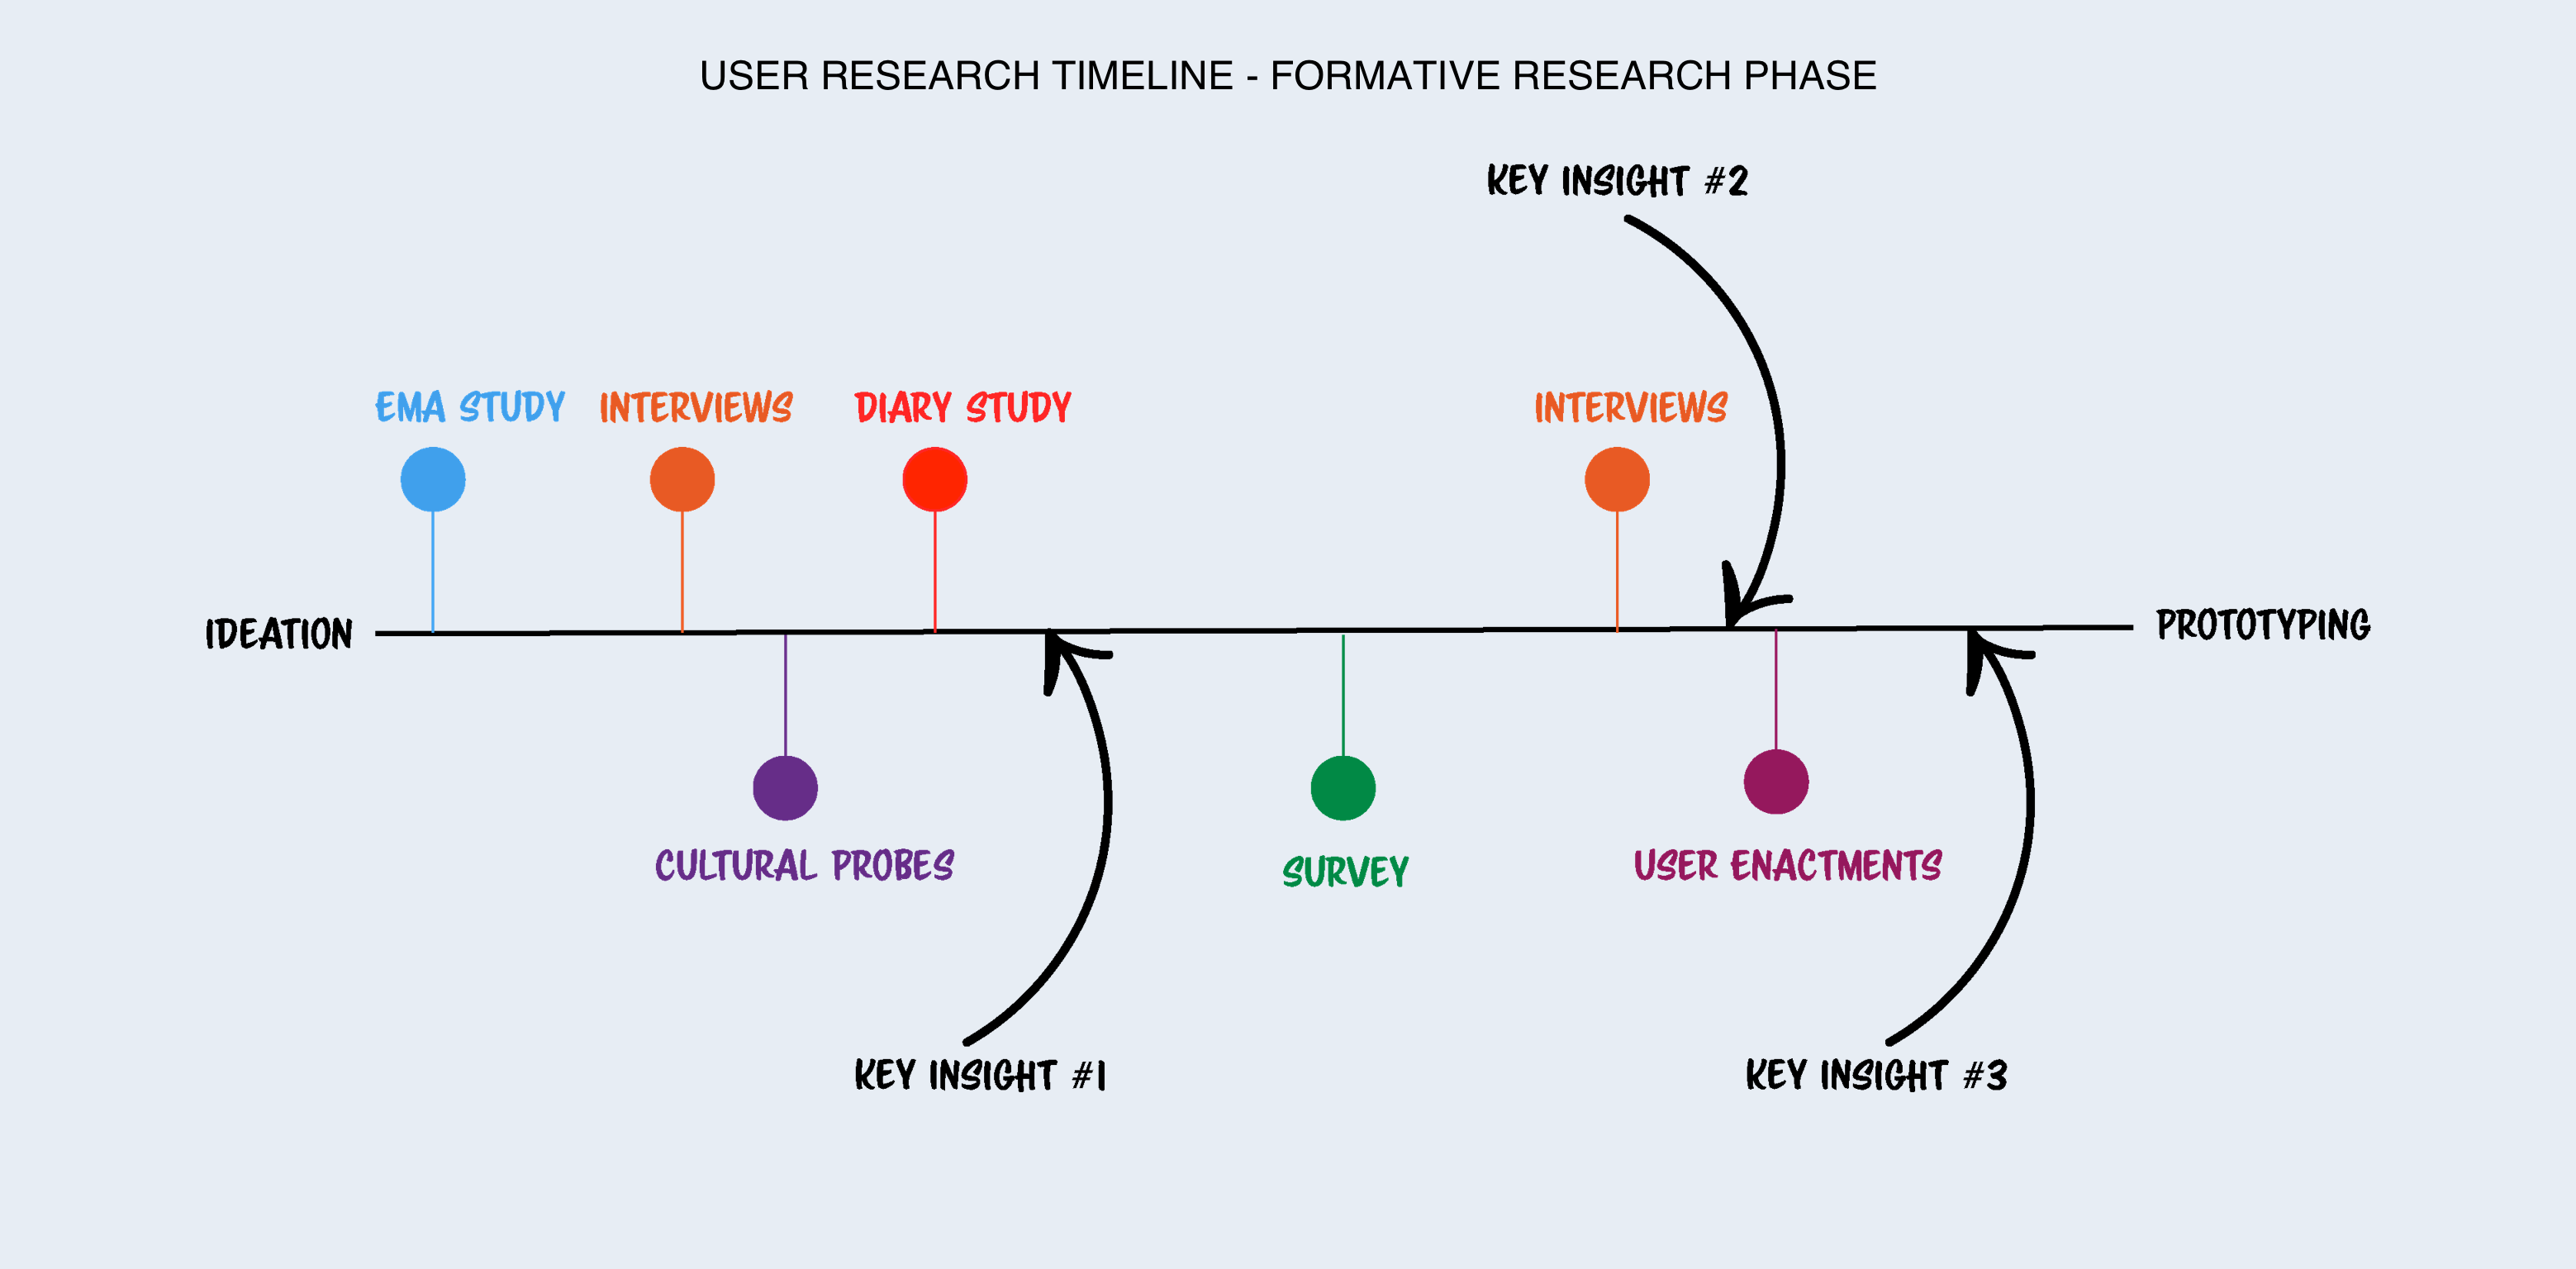 USER RESEARCH TIMELINE - FORMATIVE RESEARCH PHASE
KEY INSIGHT #2
EMA STUDY
INTERVIEWS
DIARY STUDY
INTERVIEWS
IDEATION
PROTOTYPING
CULTURAL PROBES
SURVEY
USER ENACTMENTS
KEY INSIGHT #1
KEY INSIGHT #3